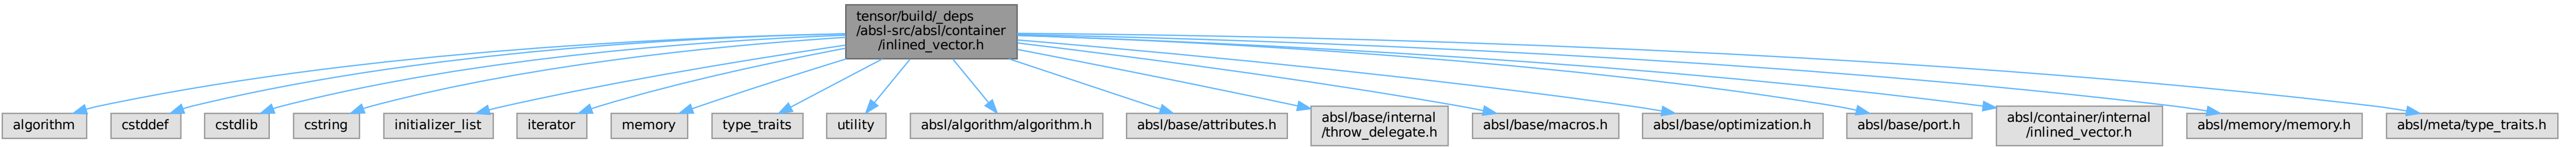 tensor/build/_deps
/absl-src/absl/container
/inlined_vector.h
algorithm
cstddef
cstdlib
cstring
initializer_list
iterator
memory
type_traits
utility
absl/algorithm/algorithm.h
absl/base/attributes.h
absl/base/internal
/throw_delegate.h
absl/base/macros.h
absl/base/optimization.h
absl/base/port.h
absl/container/internal
/inlined_vector.h
absl/memory/memory.h
absl/meta/type_traits.h